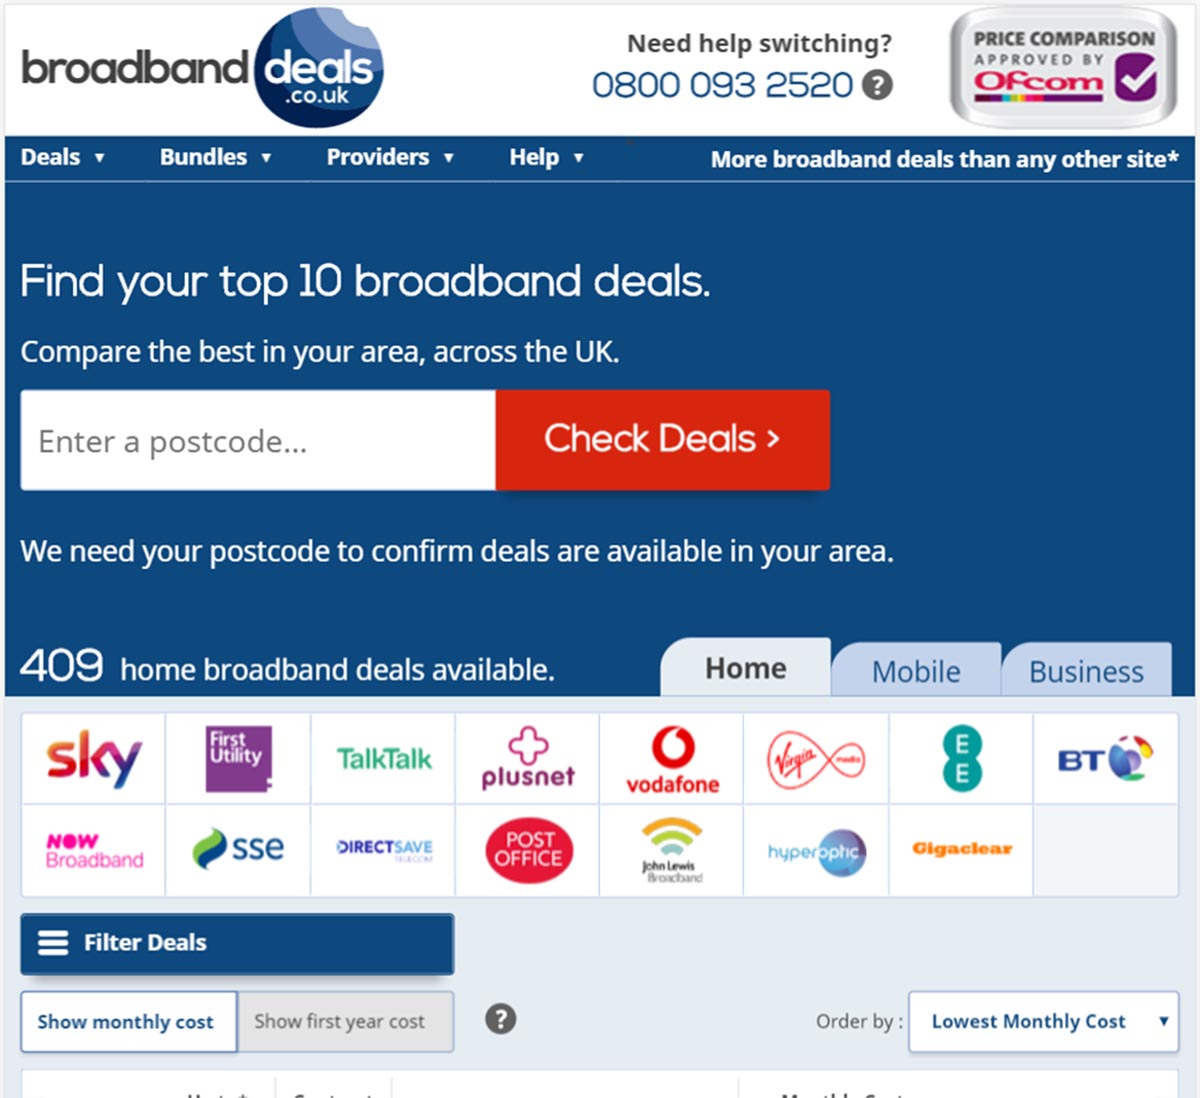 broadband deals
.co.uk
Need help switching?
0800 093 2520 ?
PRICE COMPARISON
APPROVED BY
Ofcom
Deals ▼ Bundles ▼ Providers ▼ Help ▼ More broadband deals than any other site*
Find your top 10 broadband deals.
Compare the best in your area, across the UK.
Enter a postcode... Check Deals >
We need your postcode to confirm deals are available in your area.
409 home broadband deals available. Home Mobile Business
sky
First
Utility
TalkTalk
plusnet
vodafone
Virgin media
E
E
BT
NOW
Broadband
sse
DIRECTSAVE
TELECOM
POST
OFFICE
John Lewis
Broadband
hyperoptic
Gigaclear
Filter Deals
Show monthly cost Show first year cost ? Order by : Lowest Monthly Cost ▼